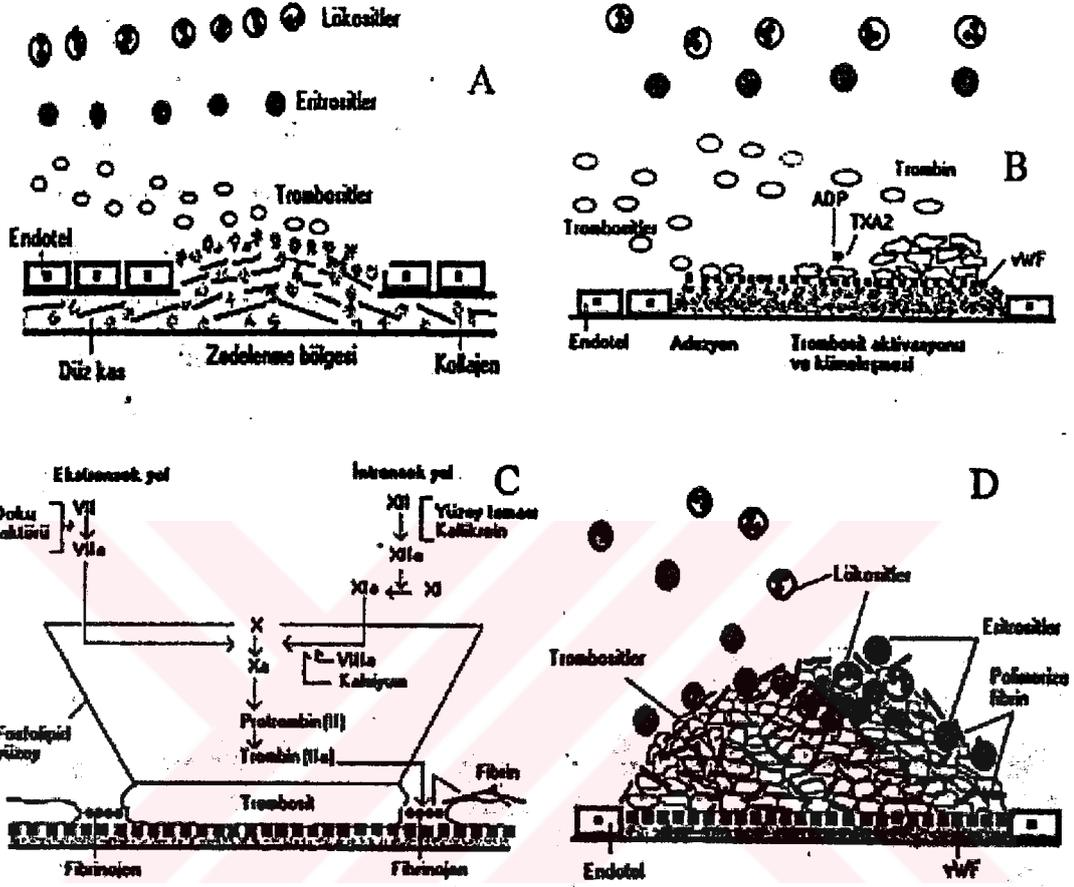 Lökositler
A
Eritrositler
Trombositler
Endotel
Düz kas
Zedelenme bölgesi
Kollajen
B
Trombin
ADP
TXA2
Trombositler
vWF
Endotel
Adezyon
Trombosit aktivasyonu
ve kümeleşmesi
C
Ekstrensek yol
İntrensek yol
Doku
aktörü
VII
VIIa
XII
Yüzey teması
Kallikrein
XIIa
XIa
XI
X
Xa
VIIIa
Kalsiyum
Protrombin(II)
Trombin(IIa)
Fosfolipid
yüzey
Trombosit
Fibrin
Fibrinojen
Fibrinojen
D
Lökositler
Eritrositler
Trombositler
Polimerize
fibrin
Endotel
vWF